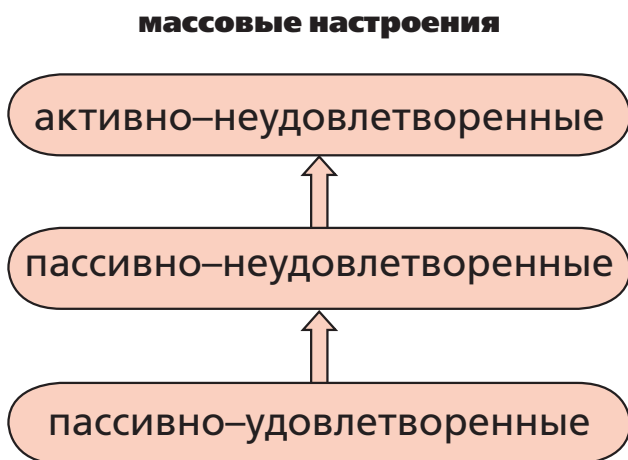 массовые настроения
активно–неудовлетворенные
пассивно–неудовлетворенные
пассивно–удовлетворенные